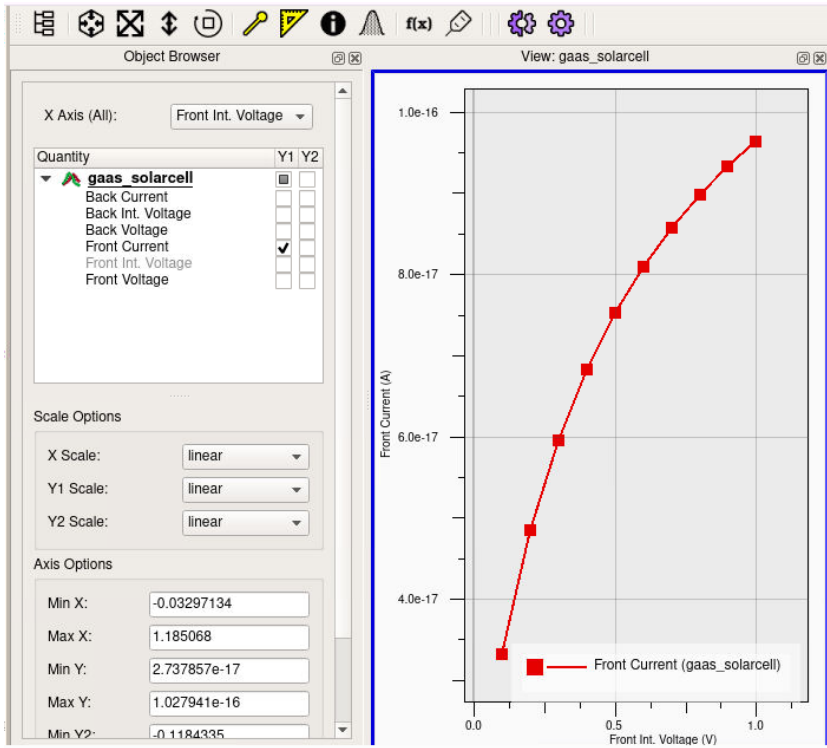 f(x)
Object Browser
View: gaas_solarcell
X Axis (All): Front Int. Voltage
Quantity Y1 Y2
gaas_solarcell
Back Current
Back Int. Voltage
Back Voltage
Front Current
Front Int. Voltage
Front Voltage
Scale Options
X Scale: linear
Y1 Scale: linear
Y2 Scale: linear
Axis Options
Min X: -0.03297134
Max X: 1.185068
Min Y: 2.737857e-17
Max Y: 1.027941e-16
Min Y2: -0.1184335
1.0e-16
8.0e-17
6.0e-17
4.0e-17
Front Current (A)
Front Current (gaas_solarcell)
0.0 0.5 1.0
Front Int. Voltage (V)